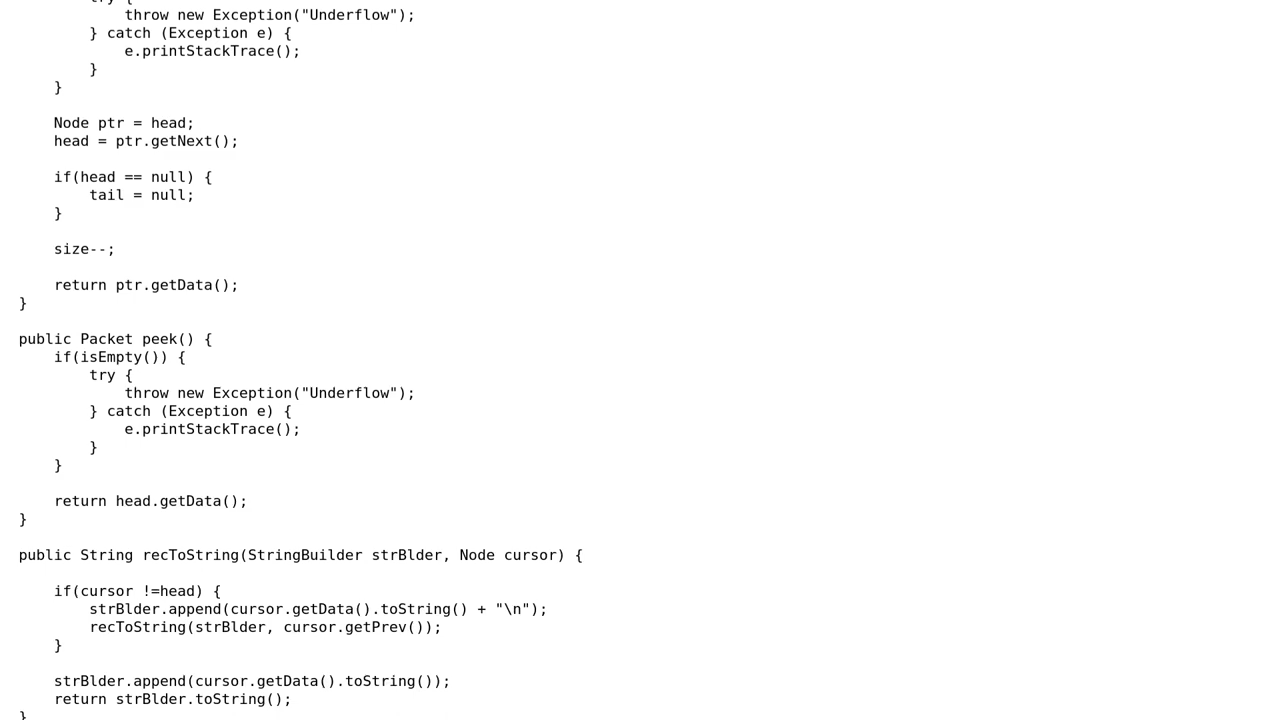 try {
throw new Exception("Underflow");
} catch (Exception e) {
e.printStackTrace();
}
}
Node ptr = head;
head = ptr.getNext();
if(head == null) {
tail = null;
}
size--;
return ptr.getData();
}
public Packet peek() {
if(isEmpty()) {
try {
throw new Exception("Underflow");
} catch (Exception e) {
e.printStackTrace();
}
}
return head.getData();
}
public String recToString(StringBuilder strBlder, Node cursor) {
if(cursor !=head) {
strBlder.append(cursor.getData().toString() + "\n");
recToString(strBlder, cursor.getPrev());
}
strBlder.append(cursor.getData().toString());
return strBlder.toString();
}